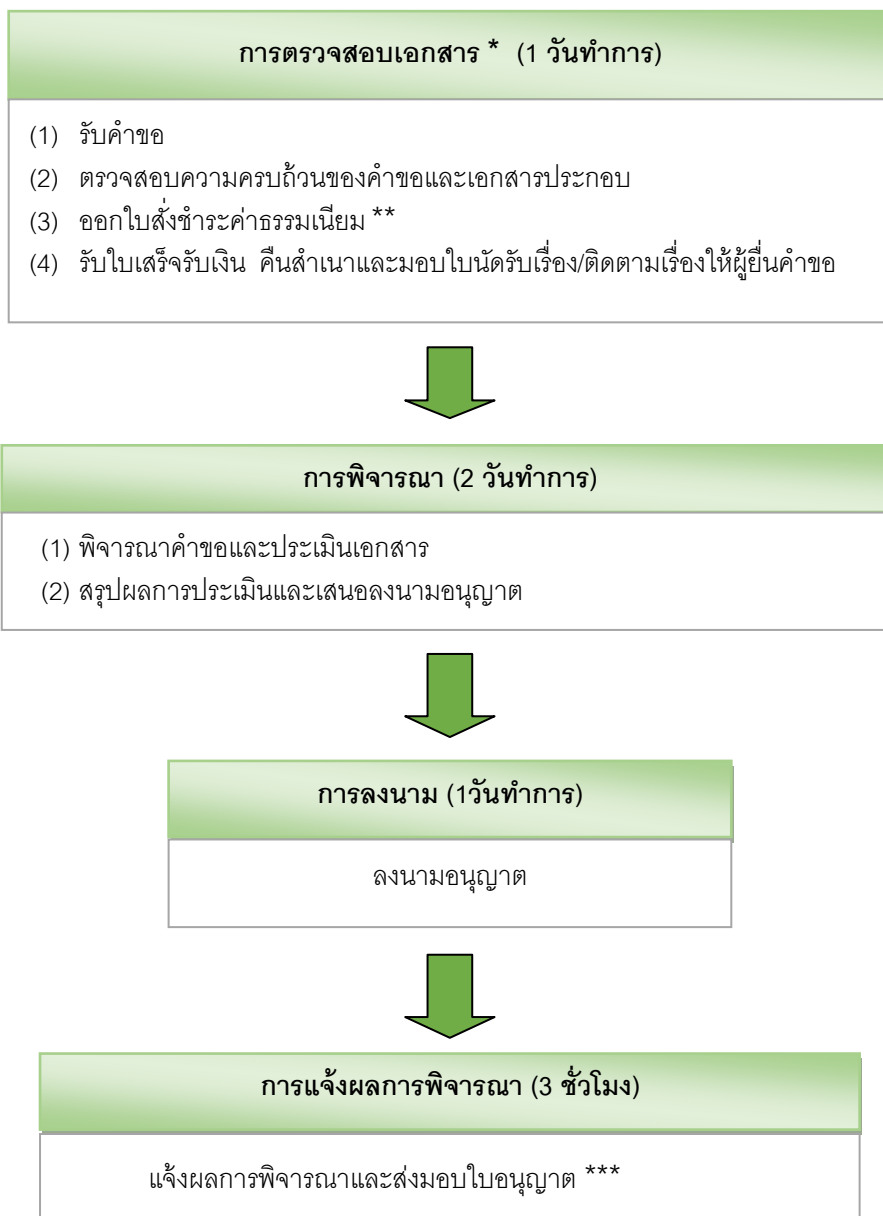 การตรวจสอบเอกสาร * (1 วันทำการ)
(1) รับคำขอ
(2) ตรวจสอบความครบถ้วนของคำขอและเอกสารประกอบ
(3) ออกใบสั่งชำระค่าธรรมเนียม **
(4) รับใบเสร็จรับเงิน คืนสำเนาและมอบใบนัดรับเรื่อง/ติดตามเรื่องให้ผู้ยื่นคำขอ
การพิจารณา (2 วันทำการ)
(1) พิจารณาคำขอและประเมินเอกสาร
(2) สรุปผลการประเมินและเสนอลงนามอนุญาต
การลงนาม (1วันทำการ)
ลงนามอนุญาต
การแจ้งผลการพิจารณา (3 ชั่วโมง)
แจ้งผลการพิจารณาและส่งมอบใบอนุญาต ***